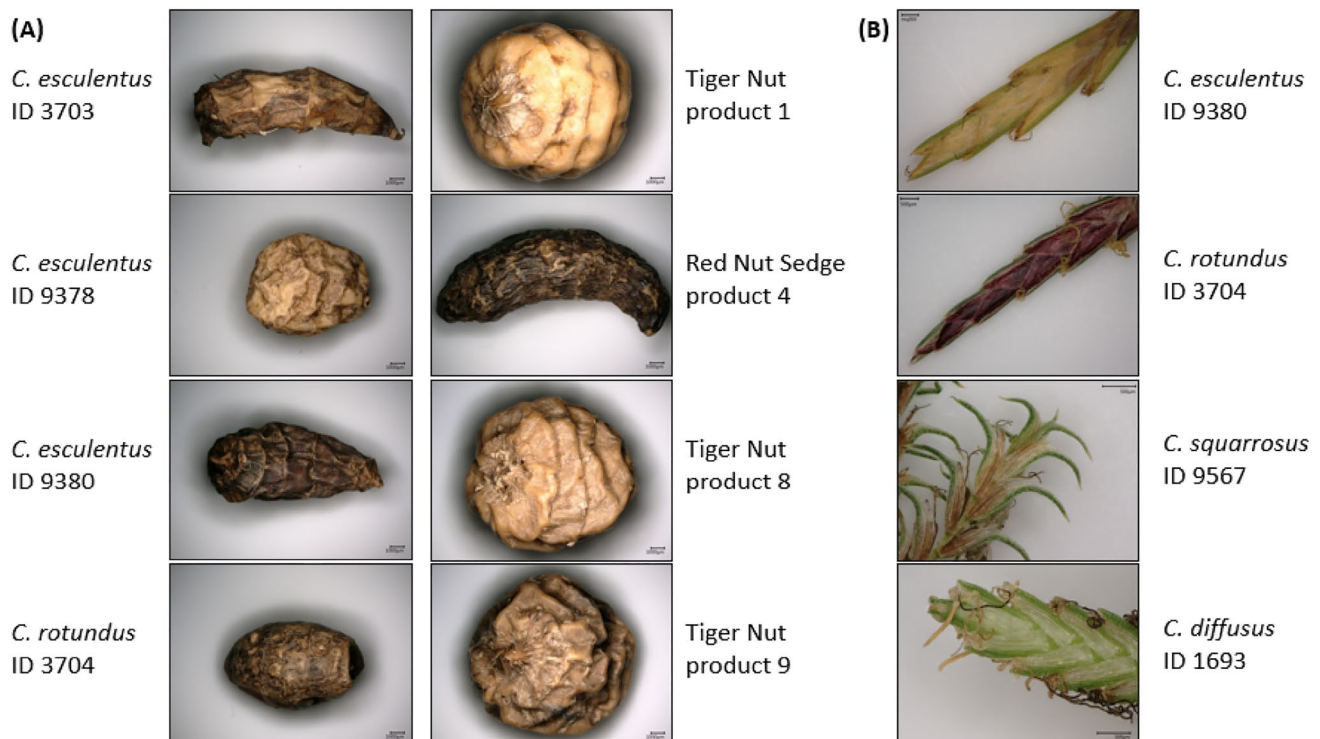 (A)
C. esculentus
ID 3703
Tiger Nut
product 1
(B)
C. esculentus
ID 9380
C. esculentus
ID 9378
Red Nut Sedge
product 4
C. rotundus
ID 3704
C. esculentus
ID 9380
Tiger Nut
product 8
C. squarrosus
ID 9567
C. rotundus
ID 3704
Tiger Nut
product 9
C. diffusus
ID 1693